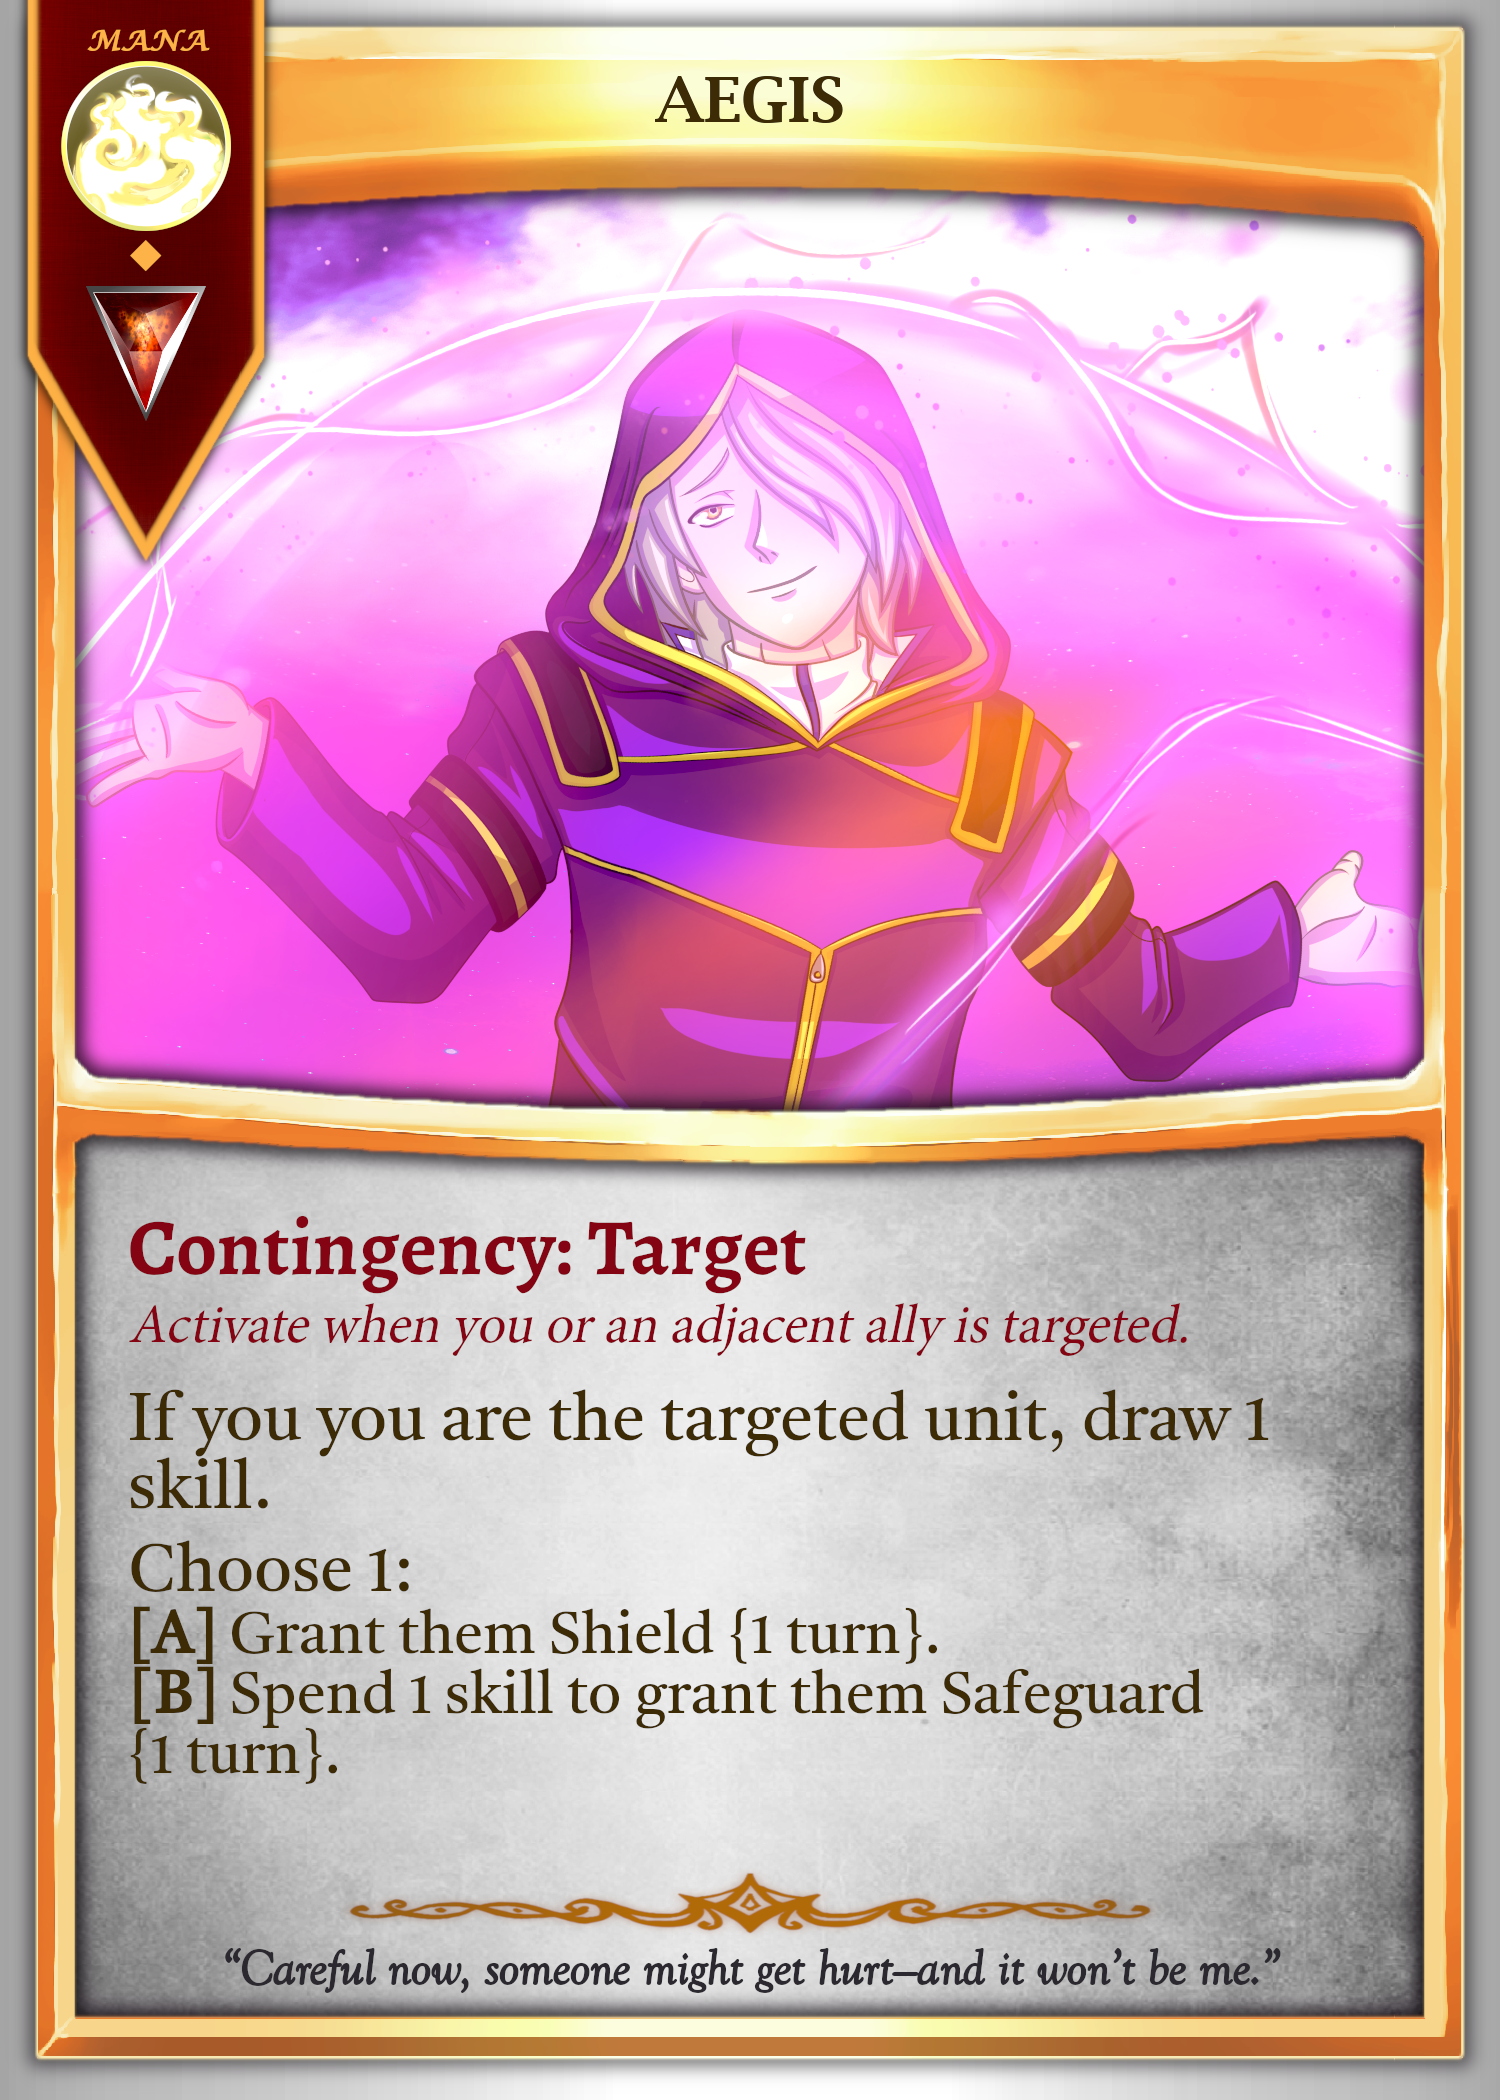 MANA
AEGIS
Contingency: Target
Activate when you or an adjacent ally is targeted.
If you you are the targeted unit, draw 1
skill.
Choose 1:
[A] Grant them Shield {1 turn}.
[B] Spend 1 skill to grant them Safeguard
{1 turn}.
“Careful now, someone might get hurt—and it won’t be me.”